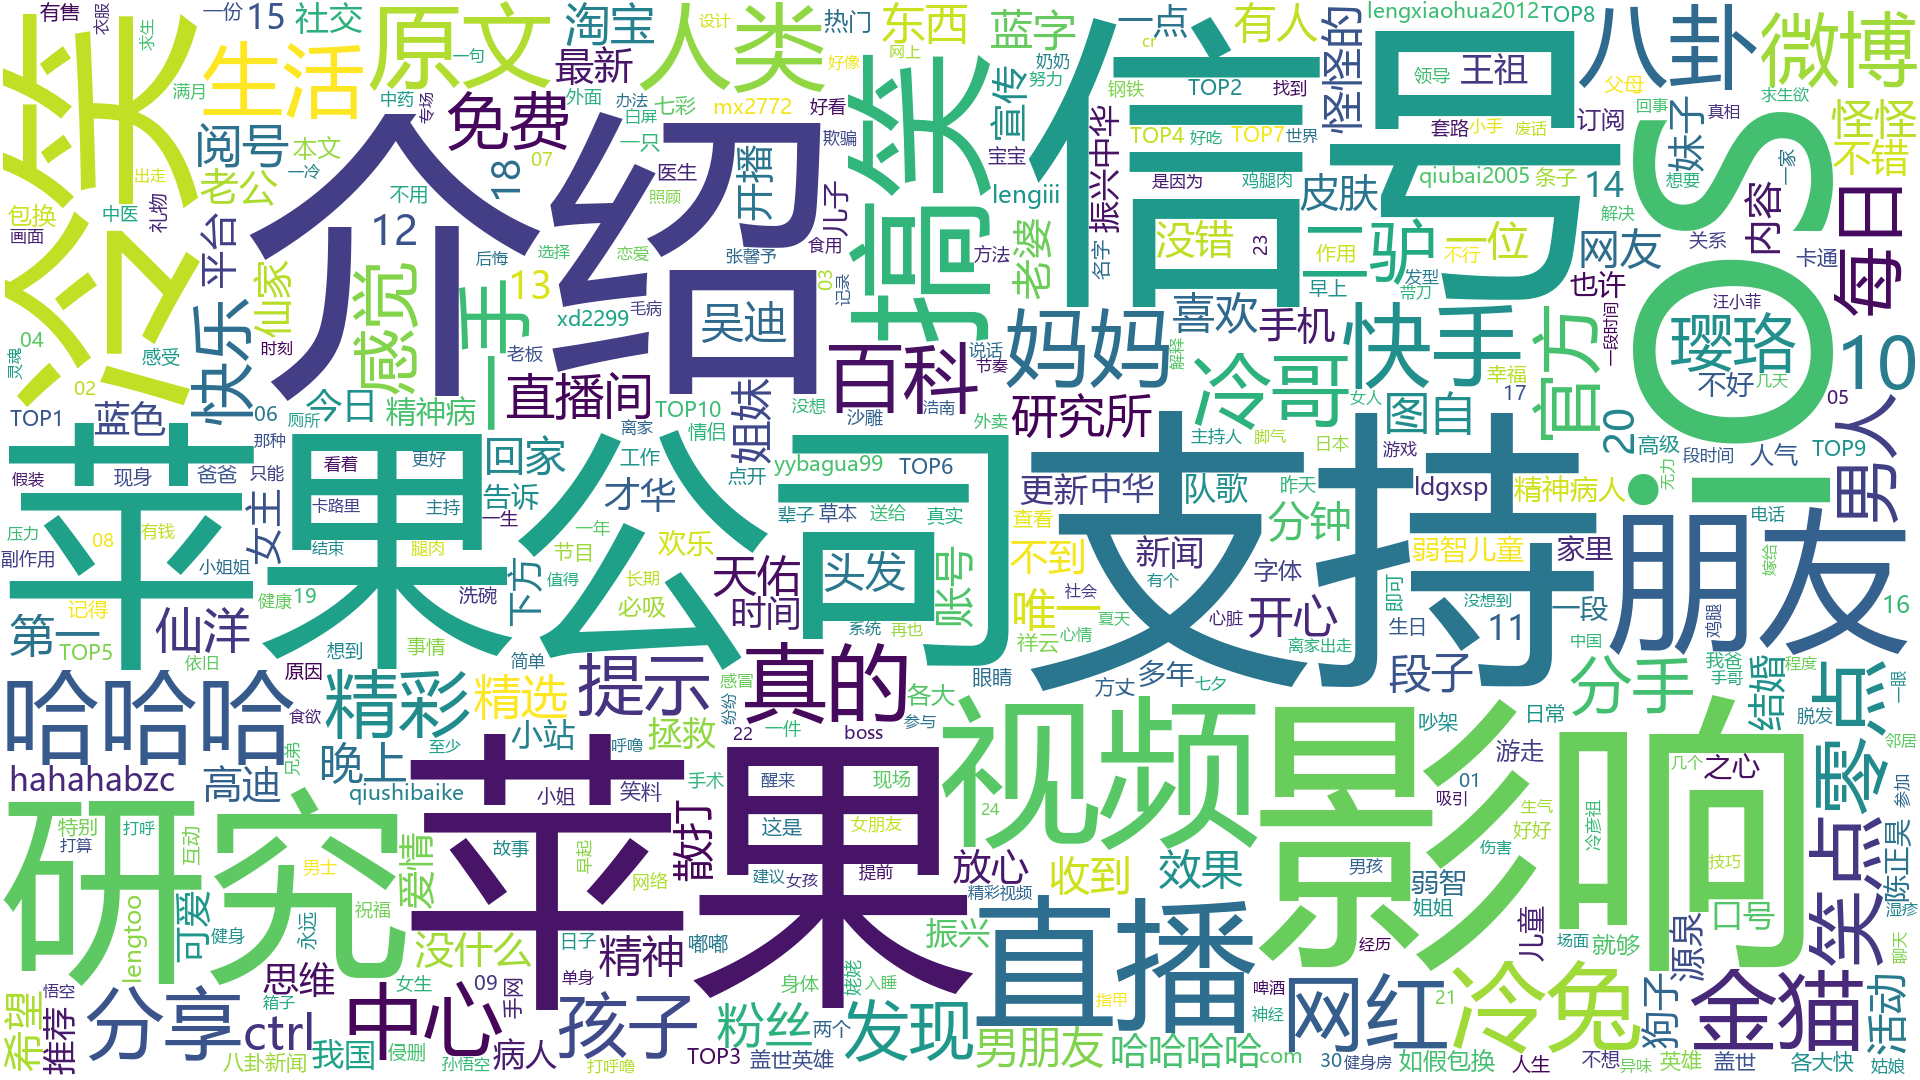 冷笑
介绍
信号
iOS
搞笑
苹果公司
支持
朋友
苹果
影响
研究
视频
直播
原文
人类
生活
淘宝
东西
蓝字
一点
有人
lengxiaohua2012
TOP8
八卦
微博
有售
衣服
一份
15
社交
求生
热门
设计
一句
最新
好像
网上
cr
奶奶
努力
宣传
钢铁
TOP2
找到
怪怪的
王祖
领导
父母
求生欲
满月
阅号
本文
中药
专场
免费
外面
办法
七彩
白屏
mx2772
好看
欺骗
TOP4
好吃
TOP7
世界
套路
小手
废话
订阅
回事
真相
妹子
怪怪
不错
老公
出走
一冷
18
07
一只
医生
开播
宝宝
lengiii
振兴中华
是因为
鸡腿肉
皮肤
qiubai2005
条子
14
想要
一家
包换
中医
礼物
不用
照顾
儿子
没错
23
一驴
一位
网友
解决
内容
每日
画面
平台
12
后悔
选择
恋爱
张馨予
食用
方法
老婆
名字
作用
不行
关系
卡通
感觉
一手
13
仙家
xd2299
毛病
吴迪
03
记录
早上
发型
带刀
也许
04
快乐
感受
时刻
老板
说话
节奏
妈妈
喜欢
手机
解释
快手
幸福
一段时间
官方
汪小菲
璎珞
10
灵魂
02
TOP1
蓝色
06
今日
厕所
精神病
直播间
TOP10
没想
沙雕
浩南
百科
研究所
外卖
冷哥
女人
图自
17
20
不好
几天
05
男人
那种
姐妹
情侣
离家
主持人
脚气
日本
游戏
高级
段时间
人气
TOP9
假装
现身
爸爸
只能
看着
更好
回家
工作
点开
yybagua99
TOP6
更新
中华
队歌
昨天
ldgxsp
精神病人
无力
压力
08
有钱
女主
卡路里
主持
告诉
一生
才华
辈子
草本
送给
真实
查看
分钟
电话
副作用
小姐姐
结束
腿肉
一年
节目
欢乐
头发
不到
新闻
弱智儿童
家里
嫁给
记得
健康
19
洗碗
下方
值得
长期
天佑
时间
账号
唯一
有个
字体
社会
没想到
即可
一段
鸡腿
16
第一
仙洋
必吸
系统
再也
祥云
心情
夏天
心脏
开心
生日
11
中国
TOP5
依旧
想到
事情
简单
离家出走
原因
精彩
提示
感冒
真的
各大
眼睛
方丈
多年
七夕
段子
分手
我爸
手哥
程度
一眼
哈哈哈
食欲
精选
纷纷
参与
结婚
脱发
零点
邻居
hahahabzc
兄弟
晚上
至少
小站
呼噜
拯救
22
一件
boss
吵架
日常
高迪
qiushibaike
小姐
笑料
手术
醒来
现场
24
游走
01
吸引
几个
之心
参加
特别
打呼
打算
互动
男士
故事
早起
散打
这是
女朋友
生气
好好
冷彦祖
笑点
陈正昊
爱情
网络
建议
女孩
提前
放心
精彩视频
收到
效果
男孩
伤害
弱智
姐姐
技巧
湿疹
lengtoo
可爱
祝福
健身
永远
没什么
日子
单身
精神
嘟嘟
振兴
经历
儿童
场面
就够
口号
源泉
聊天
希望
悟空
推荐
思维
箱子
女生
09
手网
身体
姥姥
入睡
指甲
啤酒
神经
网红
21
冷兔
狗子
金猫
活动
分享
ctrl
中心
孩子
粉丝
两个
发现
男朋友
哈哈哈哈
com
八卦新闻
我国
侵删
孙悟空
病人
打呼噜
TOP3
盖世英雄
30
健身房
如假包换
人生
不想
异味
英雄
盖世
各大快
姑娘